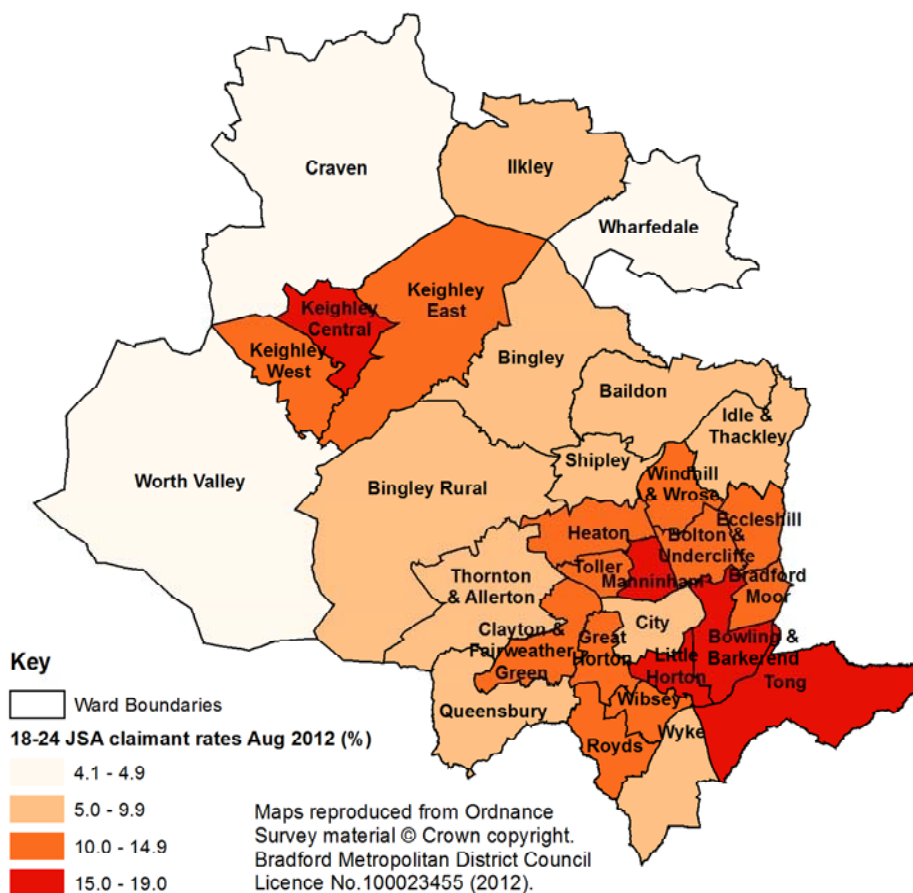 Craven
Ilkley
Wharfedale
Keighley
East
Keighley
Central
Keighley
West
Bingley
Baildon
Idle &
Thackley
Shipley
Windhill
& Wrose
Worth Valley
Bingley Rural
Eccleshill
Heaton
Bolton &
Undercliffe
Toller
Manningham
Bradford
Moor
Thornton
& Allerton
City
Clayton &
Fairweather
Green
Great
Horton
Bowling &
Barkerend
Little
Horton
Tong
Queensbury
Wibsey
Wyke
Royds
Key
Ward Boundaries
18-24 JSA claimant rates Aug 2012 (%)
4.1 - 4.9
5.0 - 9.9
10.0 - 14.9
15.0 - 19.0
Maps reproduced from Ordnance
Survey material © Crown copyright.
Bradford Metropolitan District Council
Licence No.100023455 (2012).